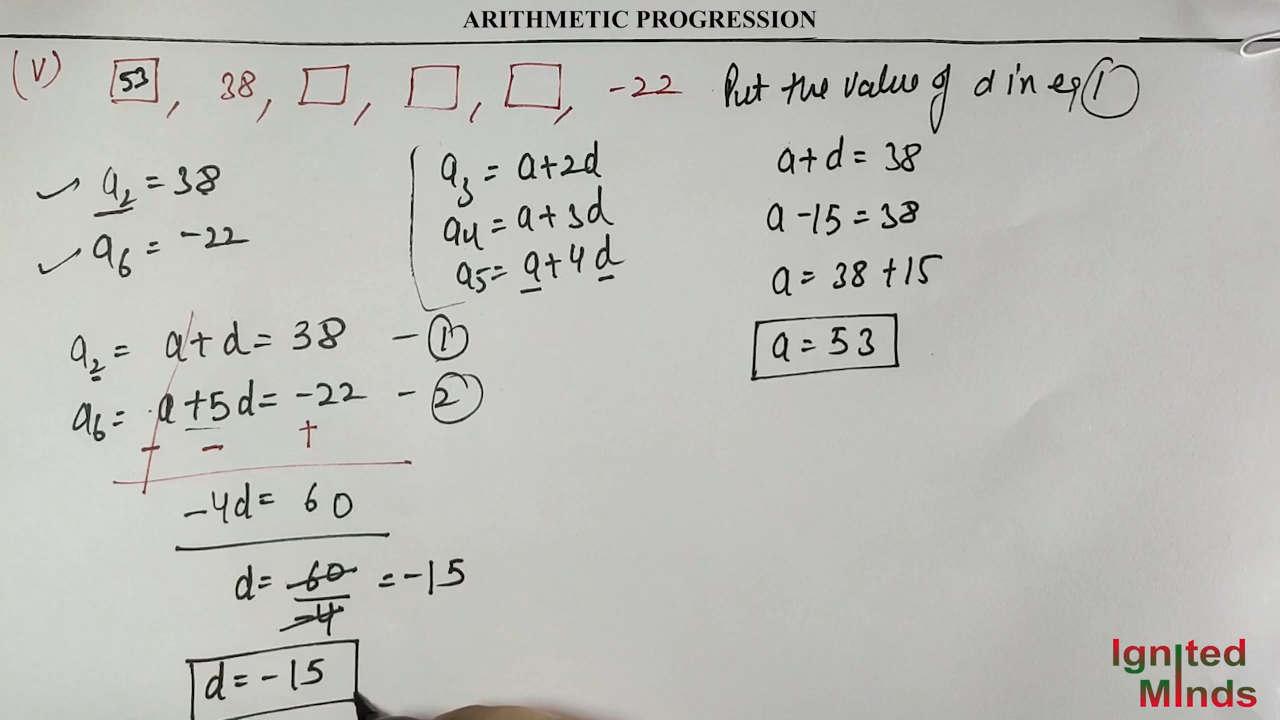 ARITHMETIC PROGRESSION
(V) 53, 38, □, □, □, -22
a₂ = 38
a₆ = -22
a₃ = a+2d
a₄ = a+3d
a₅ = a+4d
a₂ = a+d = 38 - ①
a₆ = a+5d = -22 - ②
- - +
-4d = 60
d = 60/-4 = -15
d = -15
Put the value of d in eq ①
a+d = 38
a-15 = 38
a = 38+15
a = 53
Ignited
Minds